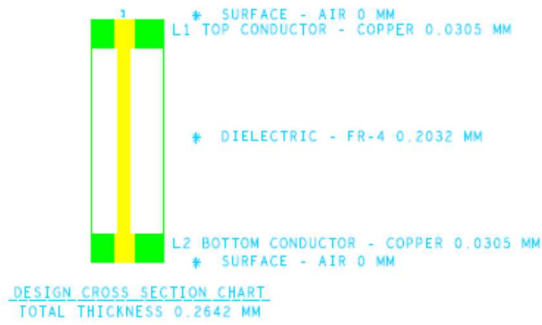 * SURFACE - AIR 0 MM
L1 TOP CONDUCTOR - COPPER 0.0305 MM
* DIELECTRIC - FR-4 0.2032 MM
L2 BOTTOM CONDUCTOR - COPPER 0.0305 MM
* SURFACE - AIR 0 MM
DESIGN CROSS SECTION CHART
TOTAL THICKNESS 0.2642 MM